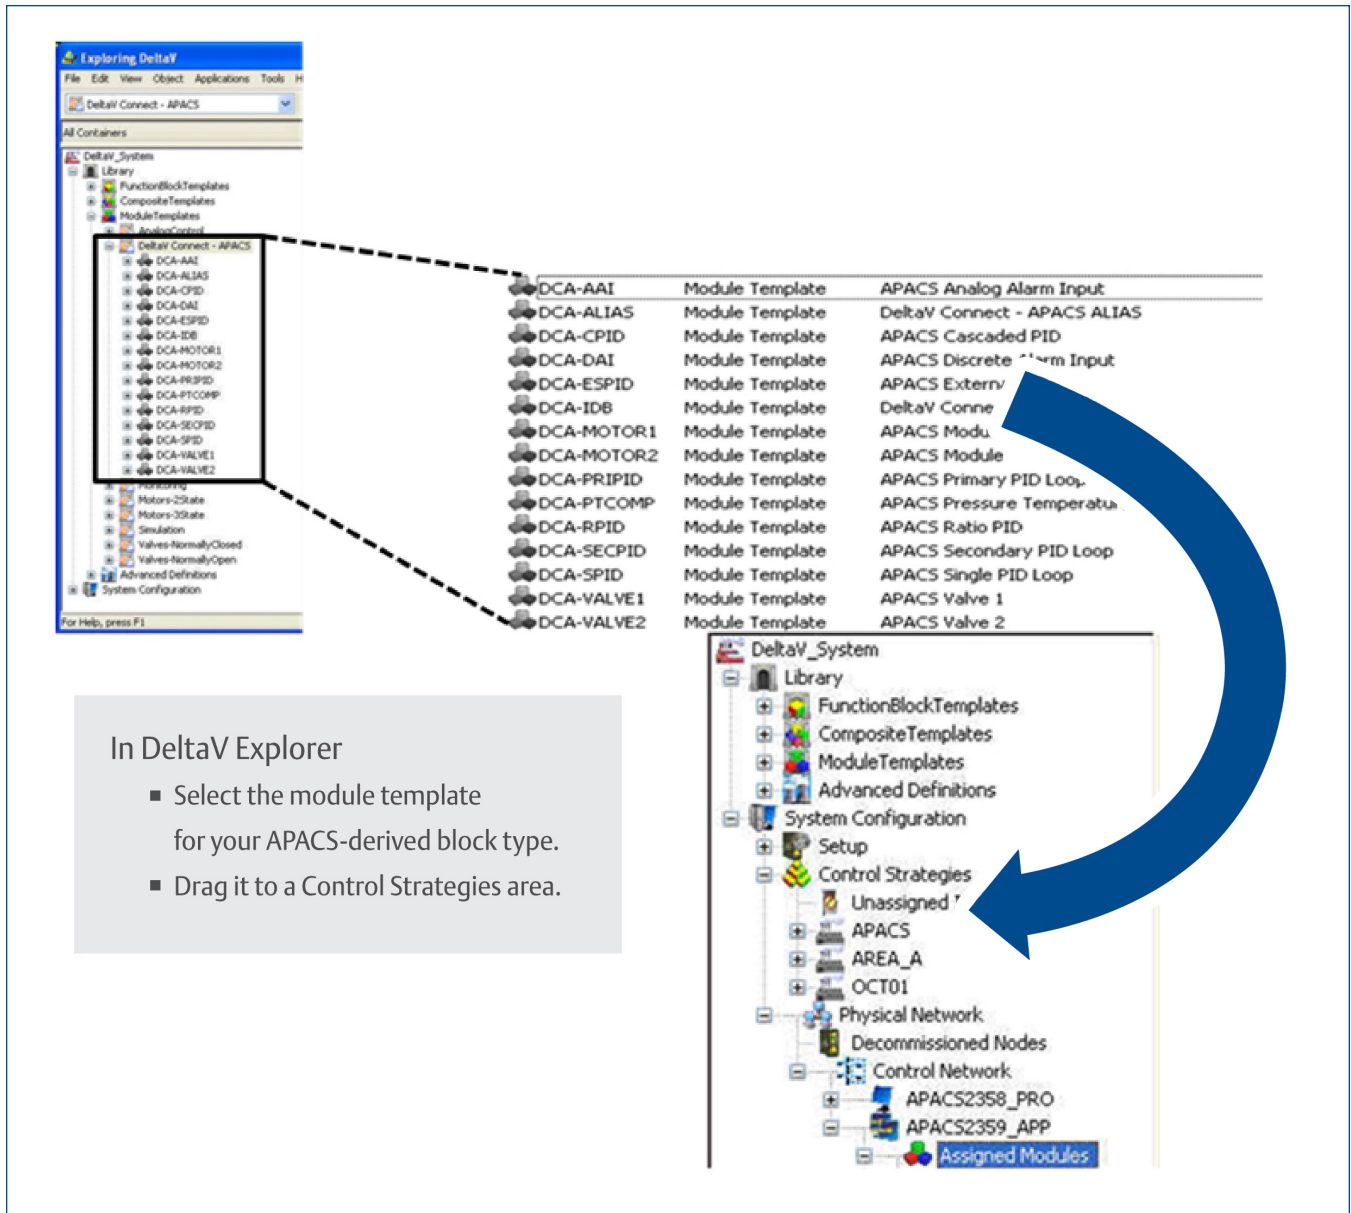 Exploring DeltaV
File Edit View Object Applications Tools H
DeltaV Connect - APACS
All Containers
DeltaV_System
Library
FunctionBlockTemplates
CompositeTemplates
ModuleTemplates
AnalogControl
DeltaV Connect - APACS
DCA-AAI
DCA-ALIAS
DCA-CPID
DCA-DAI
DCA-ESPID
DCA-IDB
DCA-MOTOR1
DCA-MOTOR2
DCA-PRIPID
DCA-PTCOMP
DCA-RPID
DCA-SECPID
DCA-SPID
DCA-VALVE1
DCA-VALVE2
Monitoring
Motors-2State
Motors-3State
Simulation
Valves-NormallyClosed
Valves-NormallyOpen
Advanced Definitions
System Configuration
For Help, press F1
DCA-AAI Module Template APACS Analog Alarm Input
DCA-ALIAS Module Template DeltaV Connect - APACS ALIAS
DCA-CPID Module Template APACS Cascaded PID
DCA-DAI Module Template APACS Discrete Alarm Input
DCA-ESPID Module Template APACS Extern
DCA-IDB Module Template DeltaV Conne
DCA-MOTOR1 Module Template APACS Modu
DCA-MOTOR2 Module Template APACS Module
DCA-PRIPID Module Template APACS Primary PID Loop
DCA-PTCOMP Module Template APACS Pressure Temperatu
DCA-RPID Module Template APACS Ratio PID
DCA-SECPID Module Template APACS Secondary PID Loop
DCA-SPID Module Template APACS Single PID Loop
DCA-VALVE1 Module Template APACS Valve 1
DCA-VALVE2 Module Template APACS Valve 2
DeltaV_System
Library
FunctionBlockTemplates
CompositeTemplates
ModuleTemplates
Advanced Definitions
System Configuration
Setup
Control Strategies
Unassigned
APACS
AREA_A
OCT01
Physical Network
Decommissioned Nodes
Control Network
APACS2358_PRO
APACS2359_APP
Assigned Modules
In DeltaV Explorer
▪ Select the module template
for your APACS-derived block type.
▪ Drag it to a Control Strategies area.